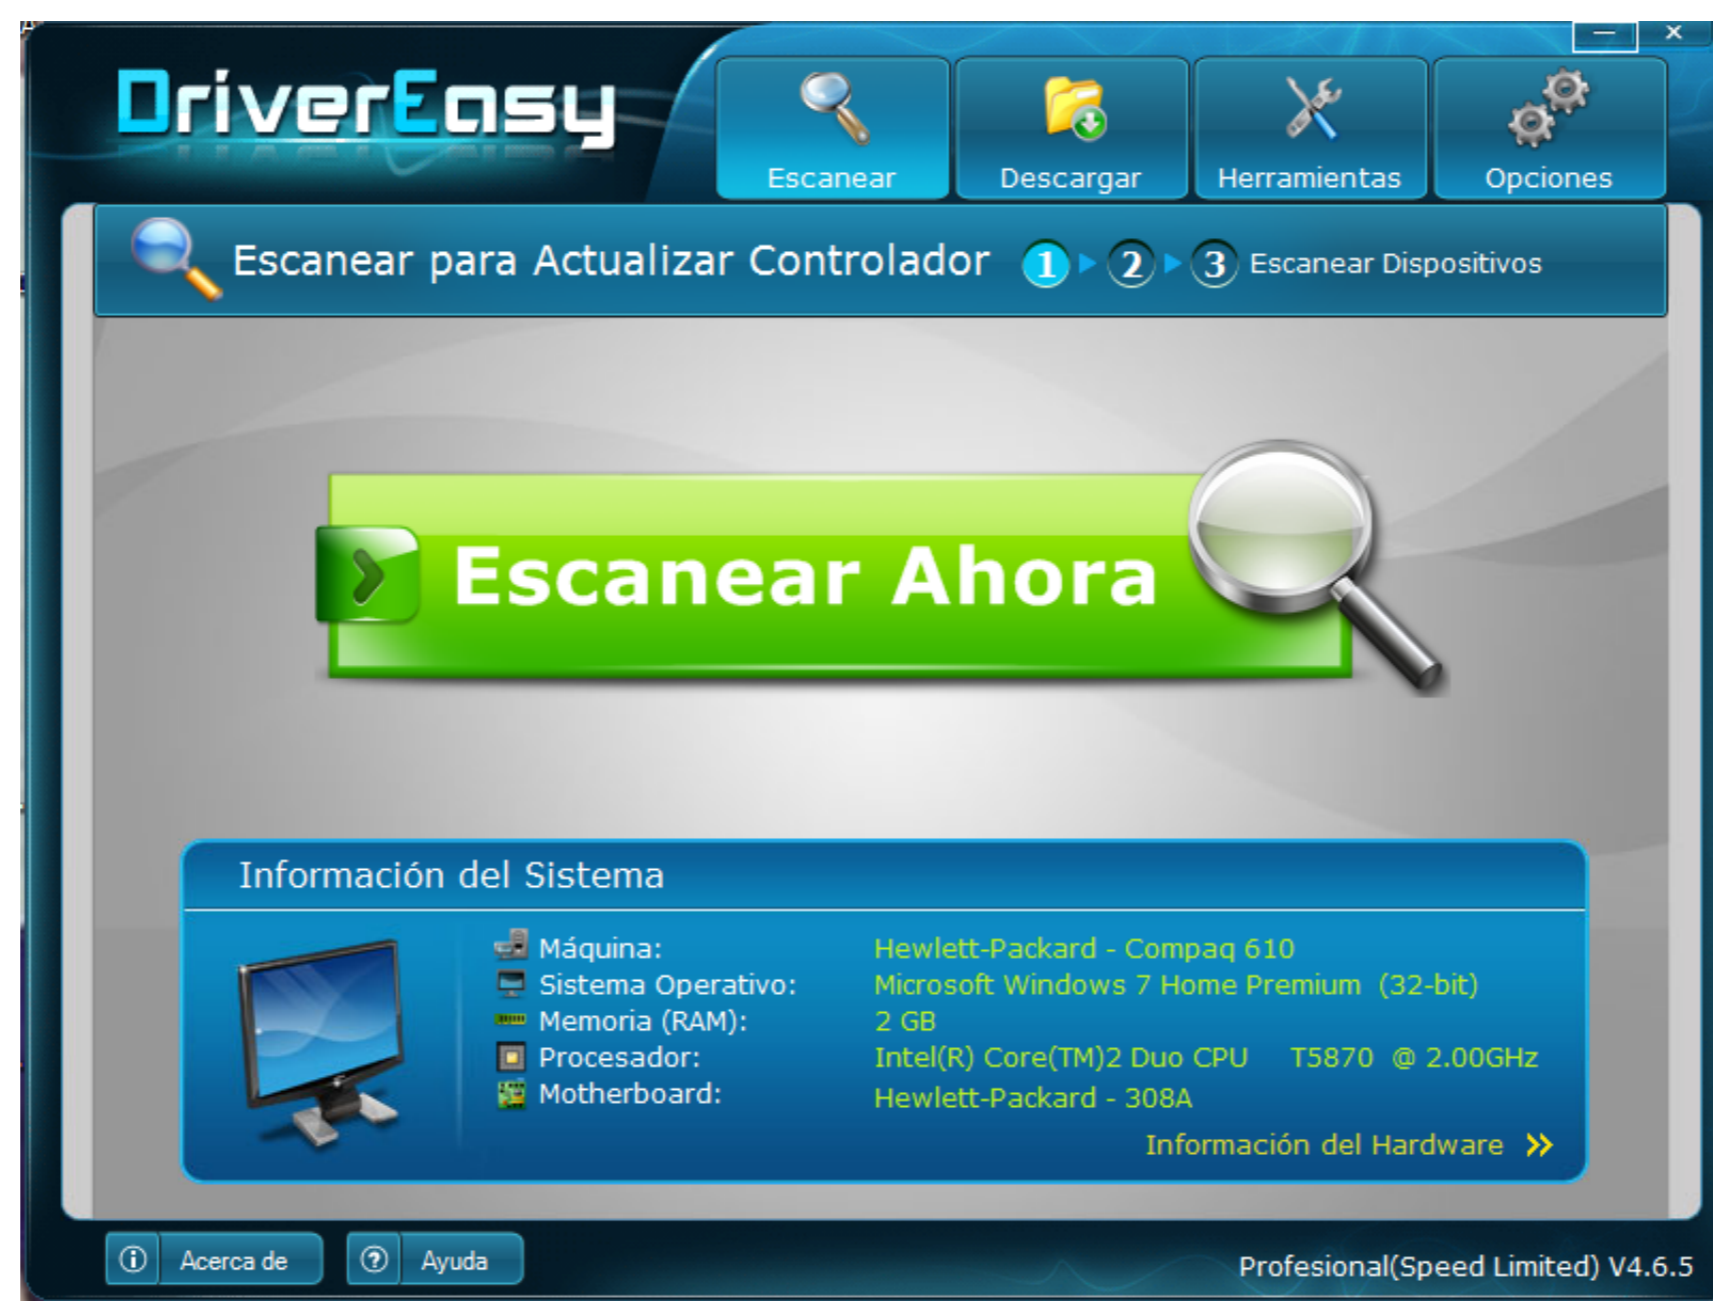 DriverEasy
Escanear
Descargar
Herramientas
Opciones
Escanear para Actualizar Controlador 1 2 3 Escanear Dispositivos
Escanear Ahora
Información del Sistema
Máquina: Hewlett-Packard - Compaq 610
Sistema Operativo: Microsoft Windows 7 Home Premium (32-bit)
Memoria (RAM): 2 GB
Procesador: Intel(R) Core(TM)2 Duo CPU T5870 @ 2.00GHz
Motherboard: Hewlett-Packard - 308A
Información del Hardware
Acerca de
Ayuda
Profesional(Speed Limited) V4.6.5